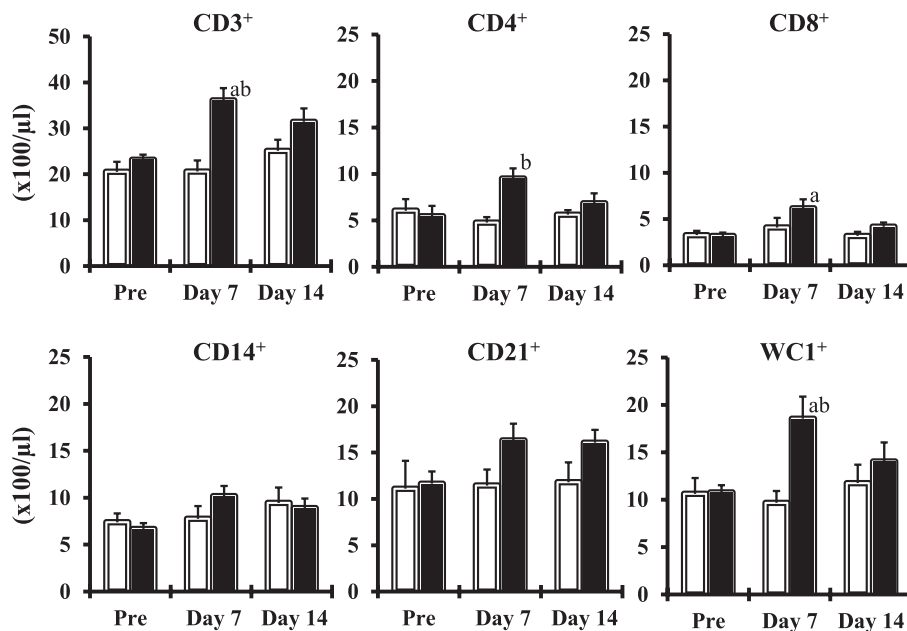 CD3+ CD4+ CD8+
60 25 25
50 20 20
40 ab
30 15 15
20 10 b 10
10 5 5 a
0 0 0
Pre Day 7 Day 14 Pre Day 7 Day 14 Pre Day 7 Day 14
(x100/µl)
CD14+ CD21+ WC1+
25 25 25
20 20 20 ab
15 15 15
10 10 10
5 5 5
0 0 0
Pre Day 7 Day 14 Pre Day 7 Day 14 Pre Day 7 Day 14
(x100/µl)